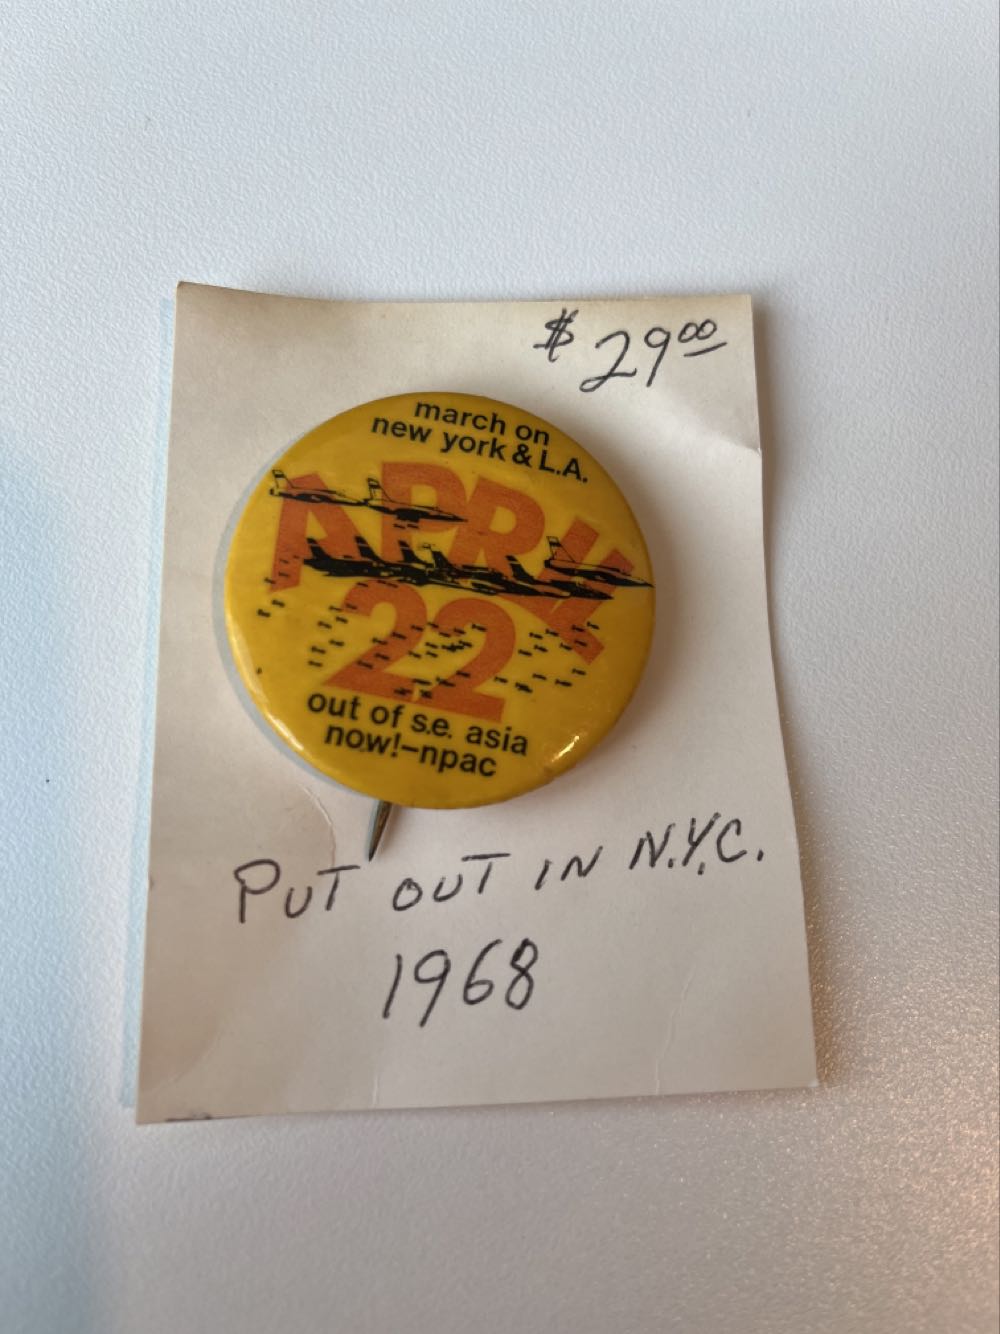 $ 29.00
march on
new york & L.A.
APRIL
22
out of s.e. asia
now!-npac
PUT OUT IN N.Y.C.
1968